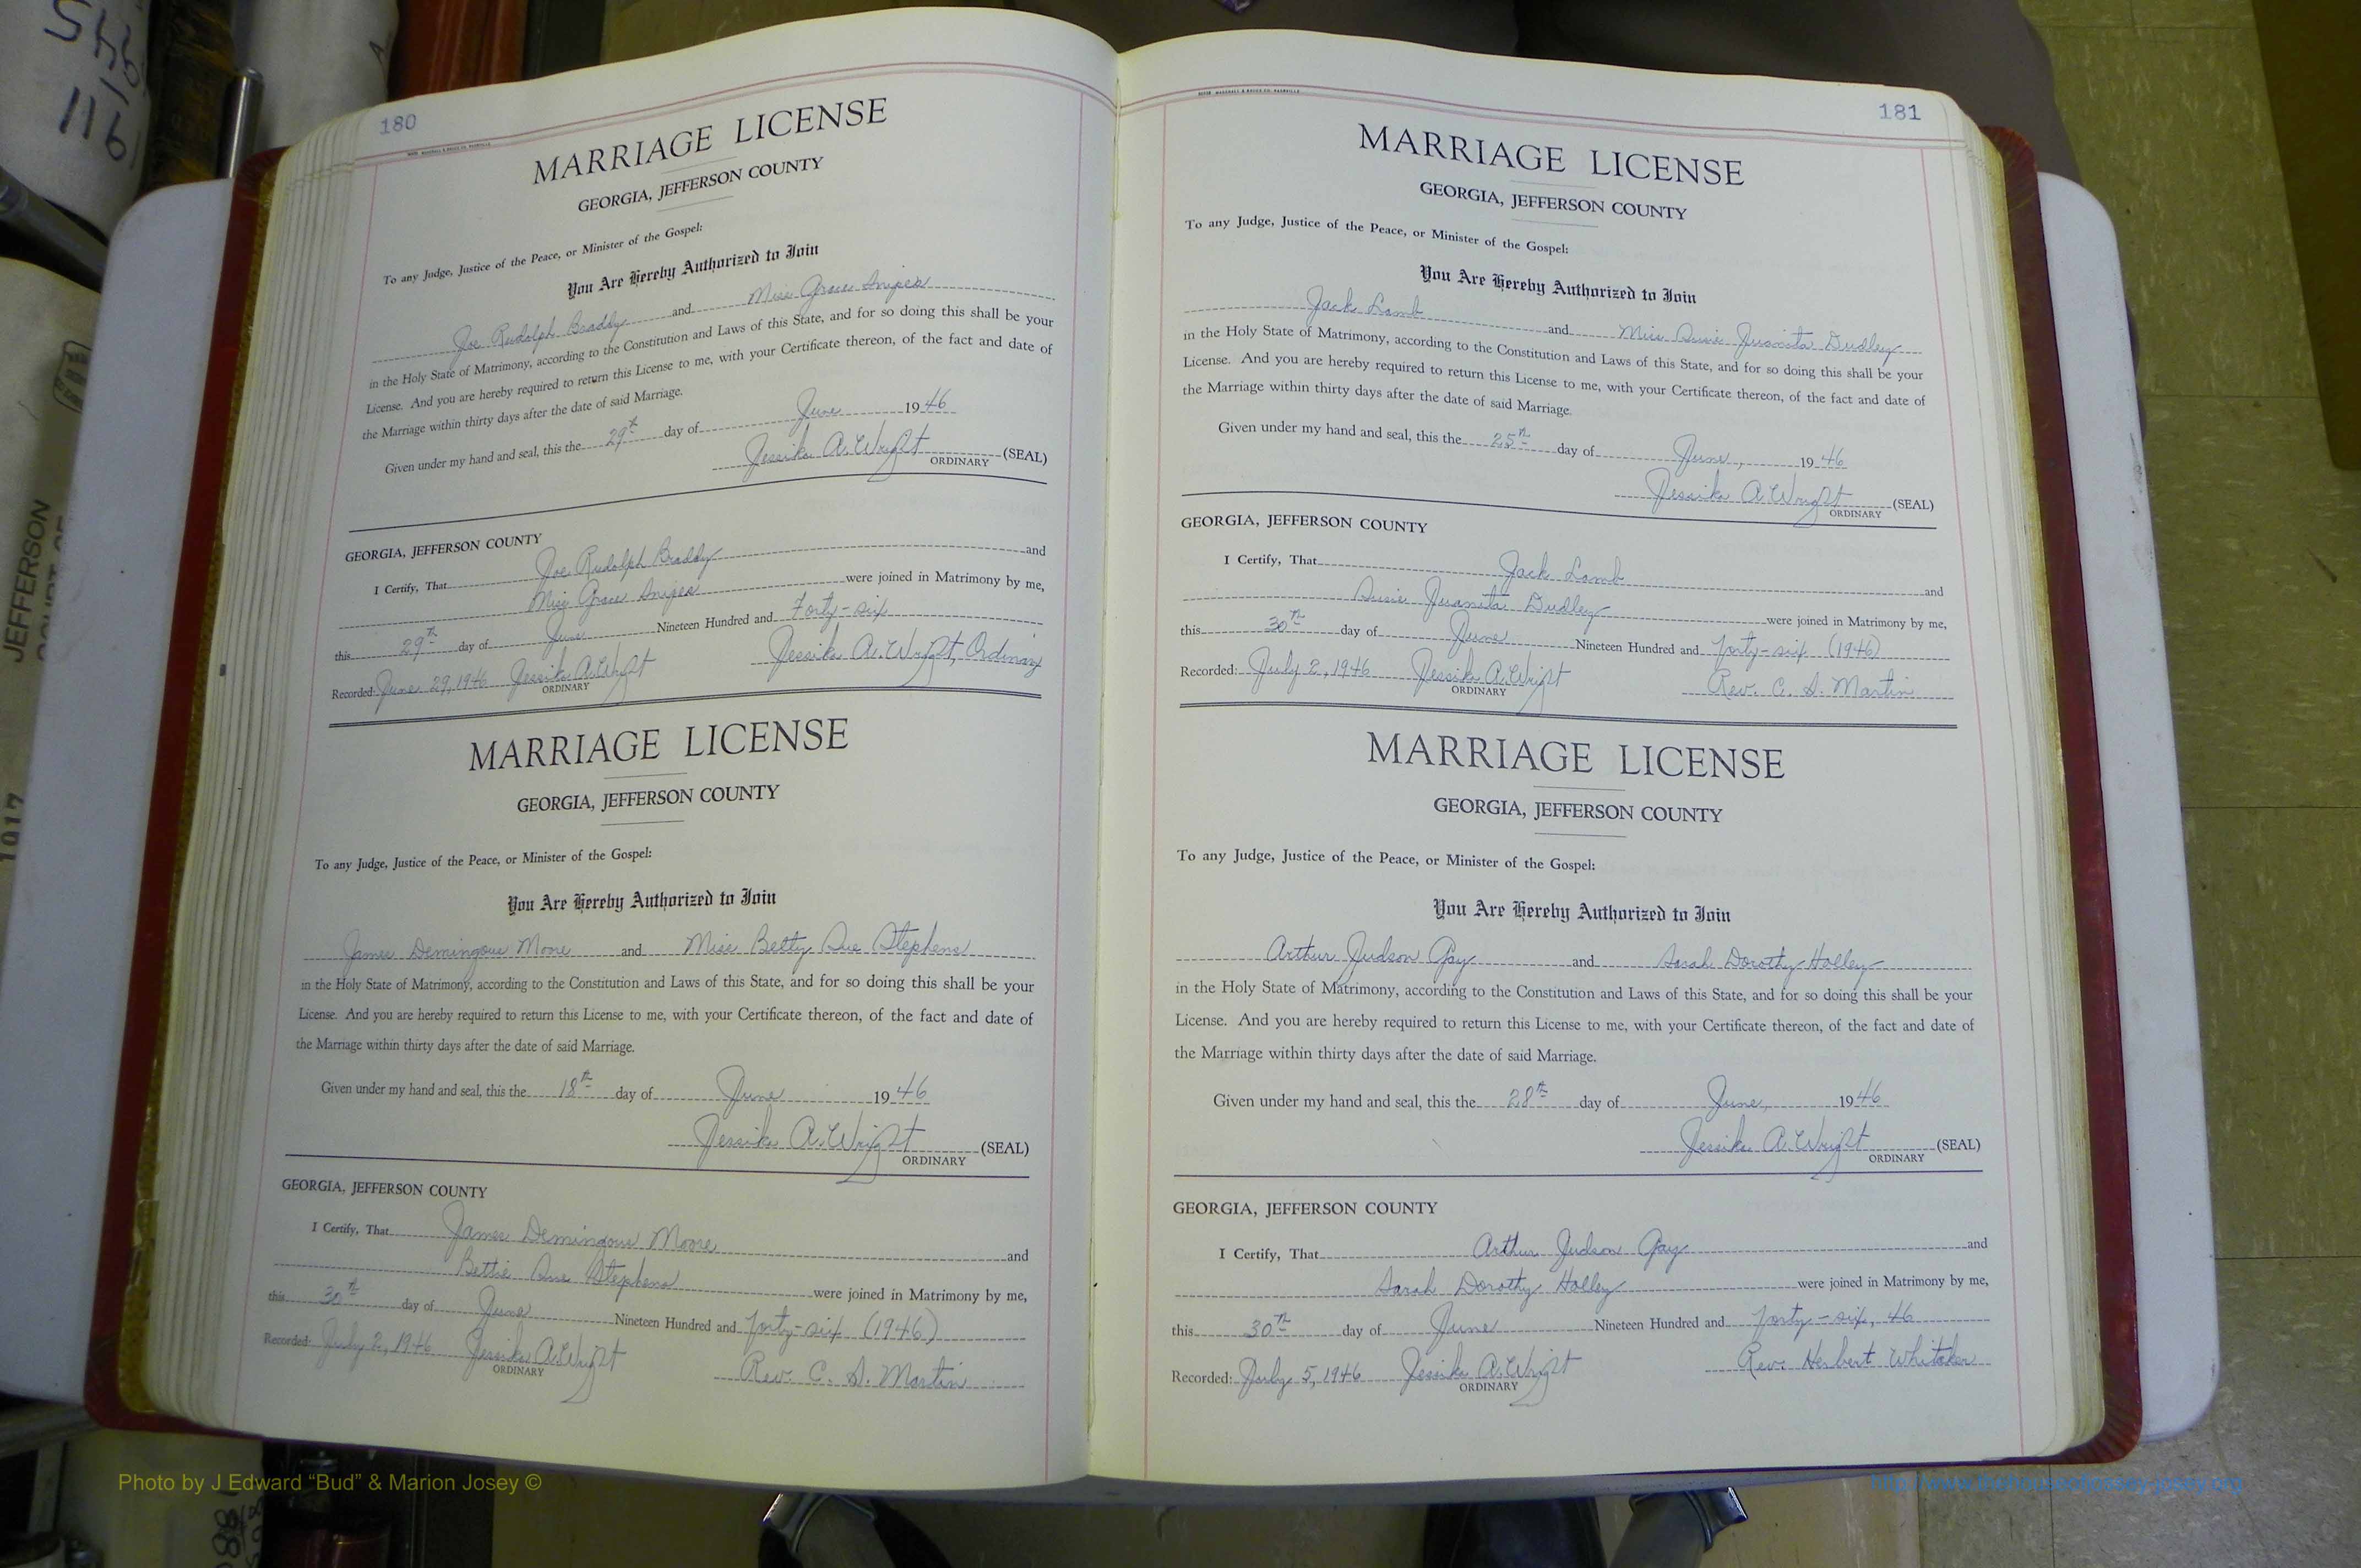 180
MARRIAGE LICENSE
GEORGIA, JEFFERSON COUNTY
To any Judge, Justice of the Peace, or Minister of the Gospel:
You Are Hereby Authorized to Join
Joe Rudolph Braddy and Miss Grace Snipes
in the Holy State of Matrimony, according to the Constitution and Laws of this State, and for so doing this shall be your
License. And you are hereby required to return this License to me, with your Certificate thereon, of the fact and date of
the Marriage within thirty days after the date of said Marriage.
Given under my hand and seal, this the 29th day of June 1946
Jessike A. Wright (SEAL)
ORDINARY
GEORGIA, JEFFERSON COUNTY
I Certify, That Joe Rudolph Braddy and
Miss Grace Snipes were joined in Matrimony by me,
this 29th day of June Nineteen Hundred and Forty-six
Recorded: June 29, 1946 Jessike A. Wright Jessike A. Wright, Ordinary
ORDINARY
MARRIAGE LICENSE
GEORGIA, JEFFERSON COUNTY
To any Judge, Justice of the Peace, or Minister of the Gospel:
You Are Hereby Authorized to Join
James Demingous Moore and Miss Betty Sue Stephens
in the Holy State of Matrimony, according to the Constitution and Laws of this State, and for so doing this shall be your
License. And you are hereby required to return this License to me, with your Certificate thereon, of the fact and date of
the Marriage within thirty days after the date of said Marriage.
Given under my hand and seal, this the 18th day of June 1946
Jessike A. Wright (SEAL)
ORDINARY
GEORGIA, JEFFERSON COUNTY
I Certify, That James Demingous Moore and
Bettie Sue Stephens were joined in Matrimony by me,
this 30th day of June Nineteen Hundred and forty-six (1946)
Recorded: July 2, 1946 Jessike A. Wright Rev. C. S. Martin
ORDINARY
181
MARRIAGE LICENSE
GEORGIA, JEFFERSON COUNTY
To any Judge, Justice of the Peace, or Minister of the Gospel:
You Are Hereby Authorized to Join
Jack Lamb and Miss Susie Juanita Dudley
in the Holy State of Matrimony, according to the Constitution and Laws of this State, and for so doing this shall be your
License. And you are hereby required to return this License to me, with your Certificate thereon, of the fact and date of
the Marriage within thirty days after the date of said Marriage.
Given under my hand and seal, this the 25th day of June, 1946
Jessike A. Wright (SEAL)
ORDINARY
GEORGIA, JEFFERSON COUNTY
I Certify, That Jack Lamb and
Susie Juanita Dudley were joined in Matrimony by me,
this 30th day of June Nineteen Hundred and forty-six (1946)
Recorded: July 2, 1946 Jessike A. Wright Rev. C. S. Martin
ORDINARY
MARRIAGE LICENSE
GEORGIA, JEFFERSON COUNTY
To any Judge, Justice of the Peace, or Minister of the Gospel:
You Are Hereby Authorized to Join
Arthur Judson Gay and Sarah Dorothy Holley
in the Holy State of Matrimony, according to the Constitution and Laws of this State, and for so doing this shall be your
License. And you are hereby required to return this License to me, with your Certificate thereon, of the fact and date of
the Marriage within thirty days after the date of said Marriage.
Given under my hand and seal, this the 28th day of June, 1946
Jessike A. Wright (SEAL)
ORDINARY
GEORGIA, JEFFERSON COUNTY
I Certify, That Arthur Judson Gay and
Sarah Dorothy Holley were joined in Matrimony by me,
this 30th day of June Nineteen Hundred and forty-six, 46
Recorded: July 5, 1946 Jessike A. Wright Rev. Herbert Whitaker
ORDINARY
JEFFERSON
1017
116
Photo by J Edward “Bud” & Marion Josey ©
http://www.thehouseofjossey-josey.org